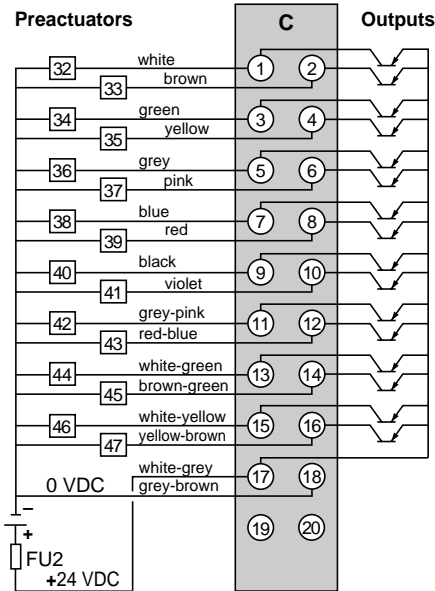 Preactuators C Outputs
32 white 1 2
33 brown
34 green 3 4
35 yellow
36 grey 5 6
37 pink
38 blue 7 8
39 red
40 black 9 10
41 violet
42 grey-pink 11 12
43 red-blue
44 white-green 13 14
45 brown-green
46 white-yellow 15 16
47 yellow-brown
white-grey 17 18
0 VDC grey-brown
–
+ 19 20
FU2
+24 VDC